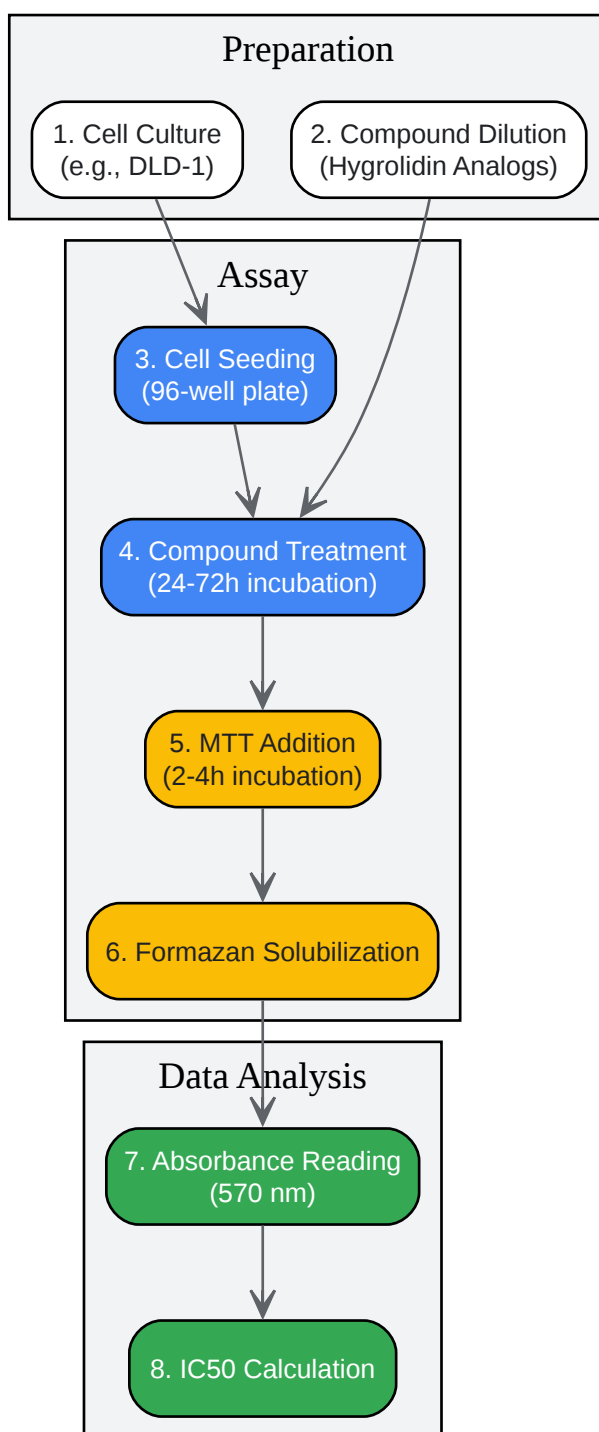 Preparation
1. Cell Culture
(e.g., DLD-1)
2. Compound Dilution
(Hygrolidin Analogs)
Assay
3. Cell Seeding
(96-well plate)
4. Compound Treatment
(24-72h incubation)
5. MTT Addition
(2-4h incubation)
6. Formazan Solubilization
Data Analysis
7. Absorbance Reading
(570 nm)
8. IC50 Calculation